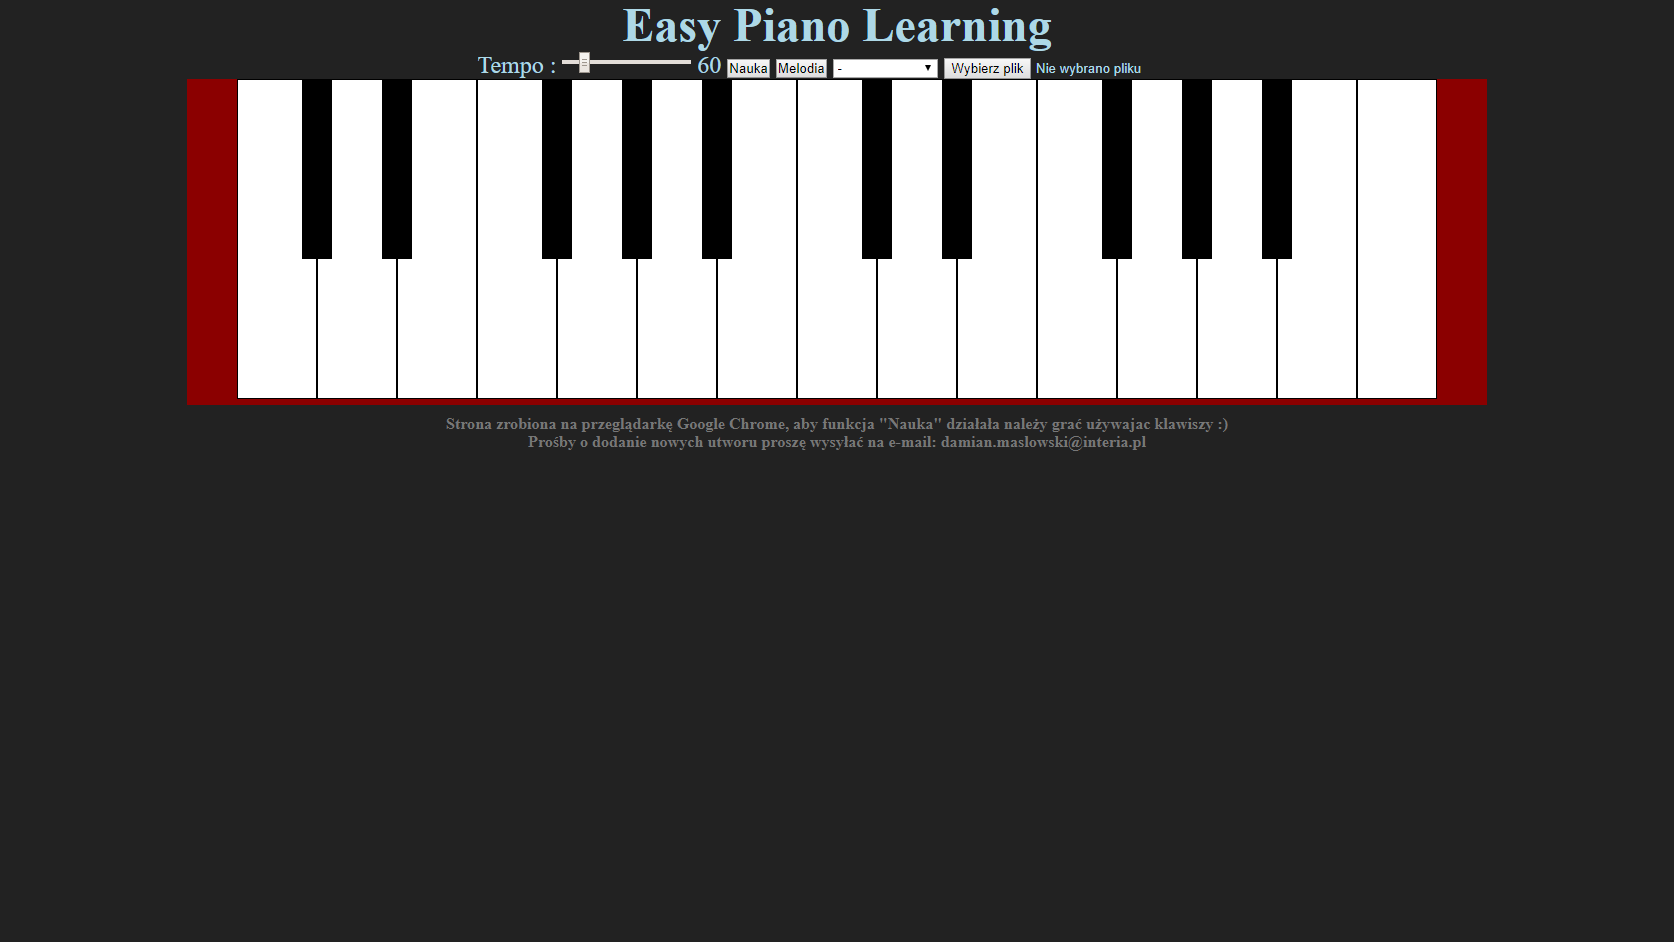 Easy Piano Learning
Tempo : 60 Nauka Melodia - Wybierz plik Nie wybrano pliku
Strona zrobiona na przeglądarkę Google Chrome, aby funkcja "Nauka" działała należy grać używajac klawiszy :)
Prośby o dodanie nowych utworu proszę wysyłać na e-mail: damian.maslowski@interia.pl